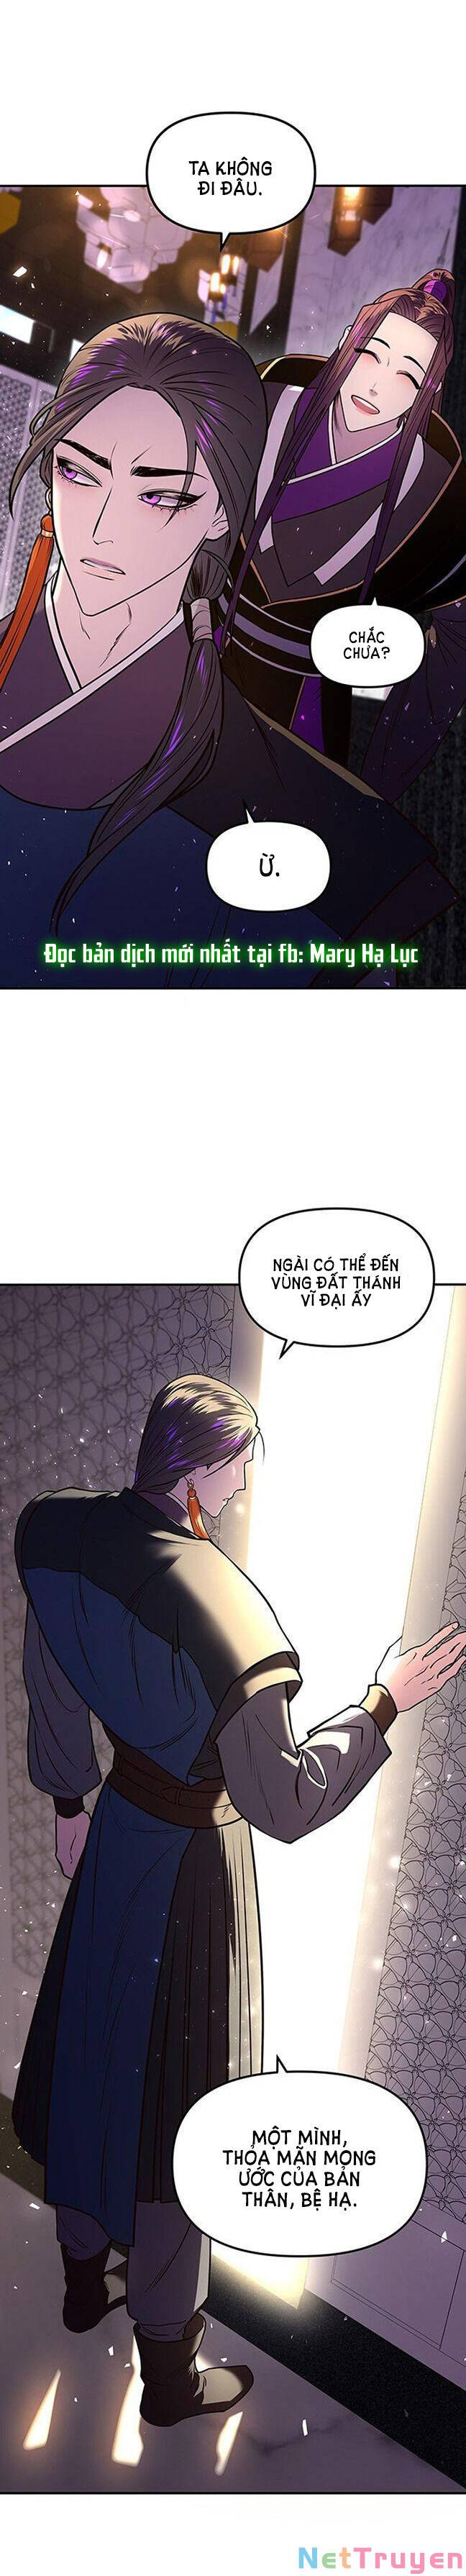 TA KHÔNG
ĐI ĐÂU.
CHẮC
CHƯA?
Ừ.
Đọc bản dịch mới nhất tại fb: Mary Hạ Lục
NGÀI CÓ THỂ ĐẾN
VÙNG ĐẤT THÁNH
VĨ ĐẠI ẤY
MỘT MÌNH,
THỎA MÃN MONG
ƯỚC CỦA BẢN
THÂN, BỆ HẠ.
NetTruyen